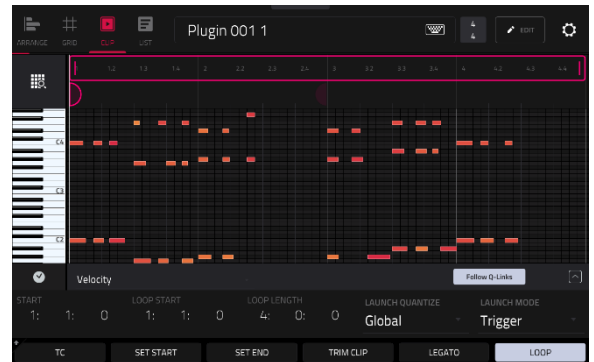 ARRANGE GRID CLIP LIST
Plugin 001 1
4
4
EDIT
1.2 1.3 1.4 2 2.2 2.3 2.4 3 3.2 3.3 3.4 4 4.2 4.3 4.4
C4
C3
C2
Velocity
Follow Q-Links
START LOOP START LOOP LENGTH LAUNCH QUANTIZE LAUNCH MODE
1: 1: 0 1: 1: 0 4: 0: 0 Global Trigger
TC SET START SET END TRIM CLIP LEGATO LOOP